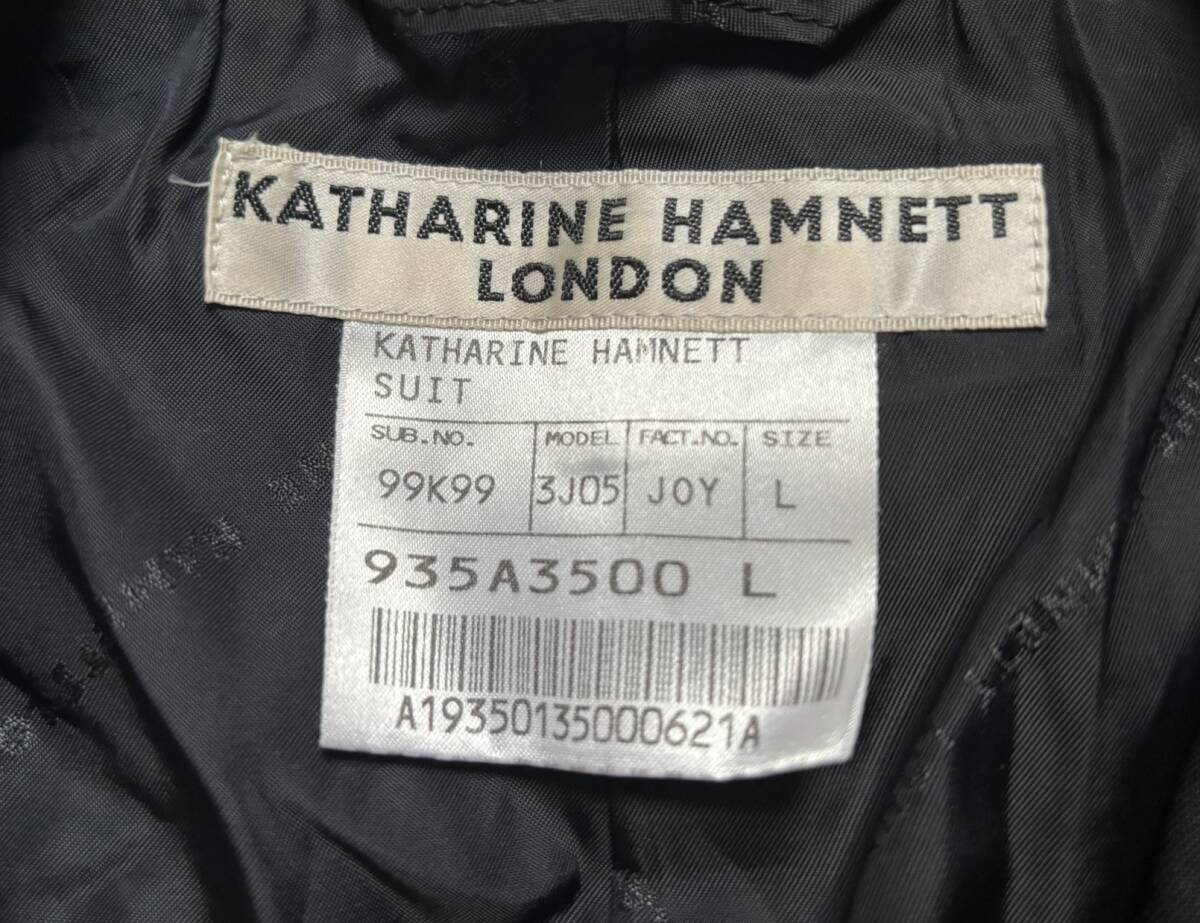 KATHARINE HAMNETT
LONDON
KATHARINE HAMNETT
SUIT
SUB.NO. MODEL FACT.NO. SIZE
99K99 3J05 JOY L
935A3500 L
A19350135000621A